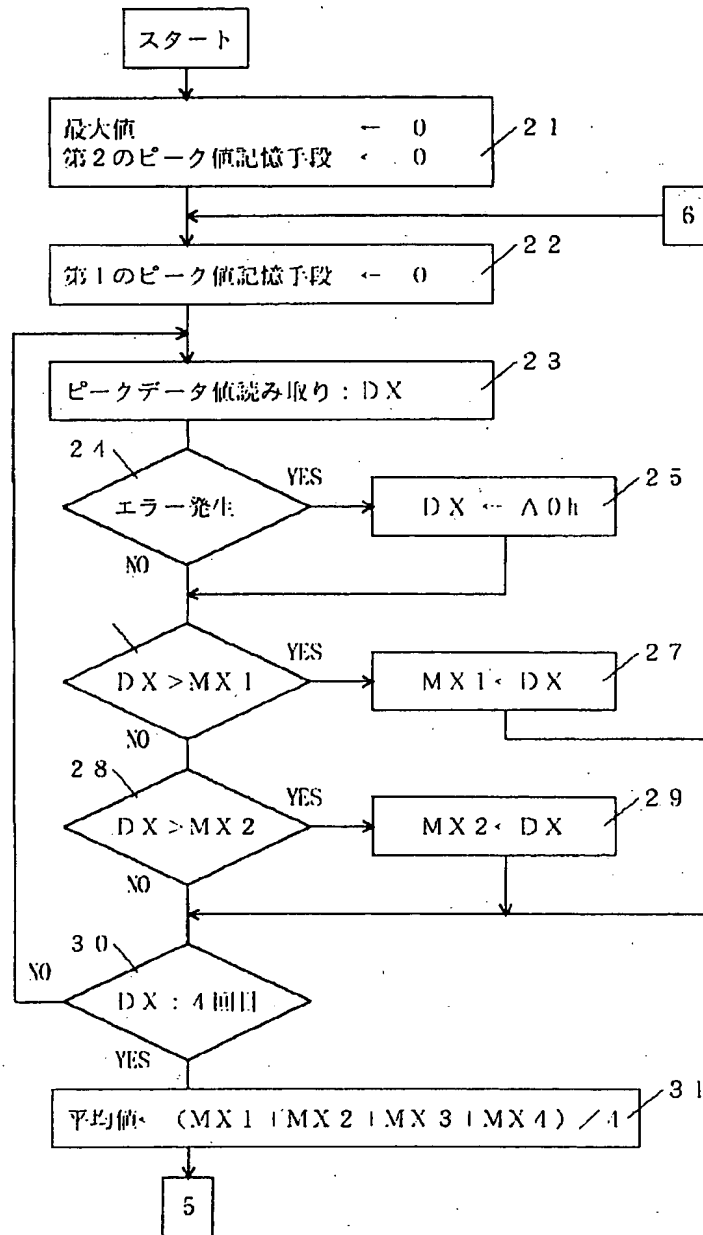 スタート
最大値 ← 0
第2のピーク値記憶手段 ← 0
21
6
22
第1のピーク値記憶手段 ← 0
23
ピークデータ値読み取り:DX
24
エラー発生
YES
NO
25
DX ← A0h
DX>MX1
YES
NO
27
MX1← DX
28
DX>MX2
YES
NO
29
MX2← DX
30
DX:4回目
NO
YES
31
平均値← (MX1+MX2+MX3+MX4)/4
5